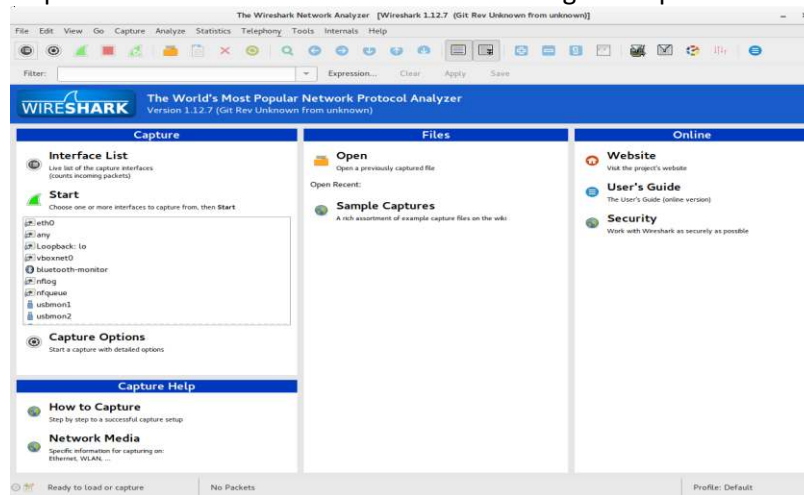 The Wireshark Network Analyzer [Wireshark 1.12.7 (Git Rev Unknown from unknown)]
File Edit View Go Capture Analyze Statistics Telephony Tools Internals Help
Filter: Expression... Clear Apply Save
WIRESHARK
The World's Most Popular Network Protocol Analyzer
Version 1.12.7 (Git Rev Unknown from unknown)
Capture
Interface List
Live list of the capture interfaces
(counts incoming packets)
Start
Choose one or more interfaces to capture from, then Start
eth0
any
Loopback: lo
vboxnet0
bluetooth-monitor
nflog
nfqueue
usbmon1
usbmon2
Capture Options
Start a capture with detailed options
Capture Help
How to Capture
Step by step to a successful capture setup
Network Media
Specific information for capturing on:
Ethernet, WLAN, ...
Files
Open
Open a previously captured file
Open Recent:
Sample Captures
A rich assortment of example capture files on the wiki
Online
Website
Visit the project's website
User's Guide
The User's Guide (online version)
Security
Work with Wireshark as securely as possible
Ready to load or capture
No Packets
Profile: Default